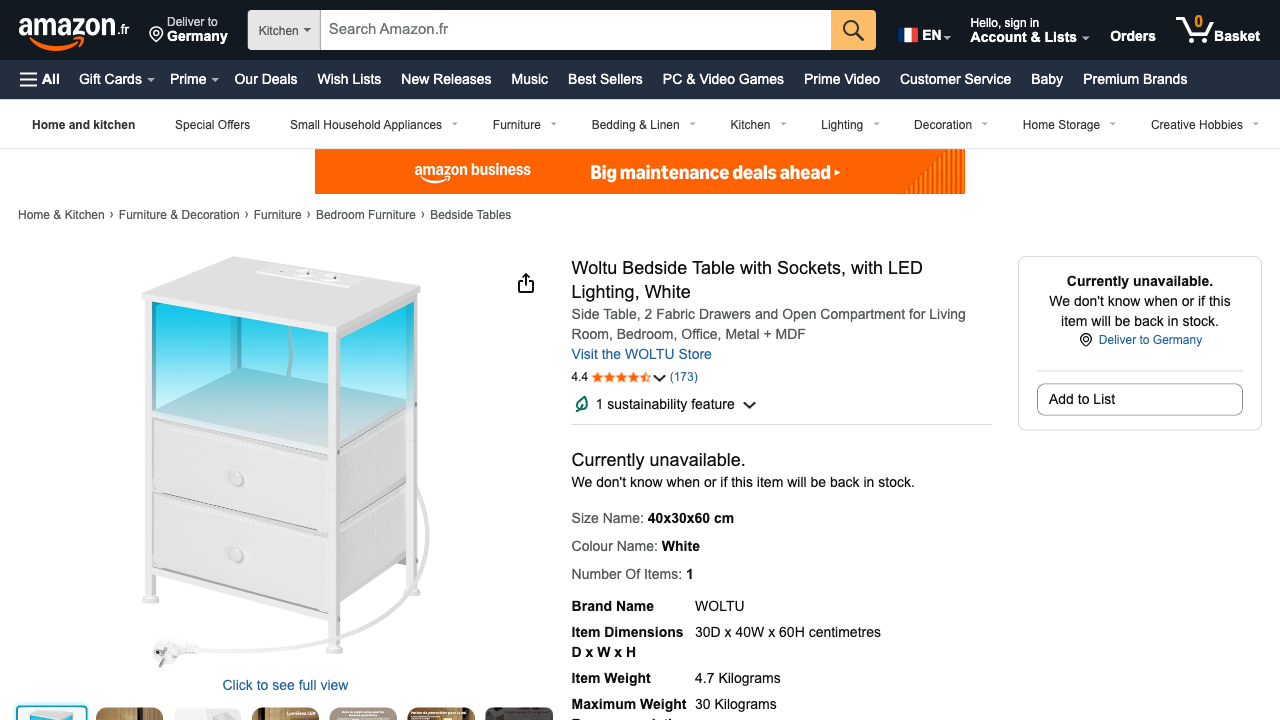 amazon.fr
Deliver to
Germany
Kitchen
Search Amazon.fr
EN
Hello, sign in
Account & Lists
Orders
0
Basket
All
Gift Cards
Prime
Our Deals
Wish Lists
New Releases
Music
Best Sellers
PC & Video Games
Prime Video
Customer Service
Baby
Premium Brands
Home and kitchen
Special Offers
Small Household Appliances
Furniture
Bedding & Linen
Kitchen
Lighting
Decoration
Home Storage
Creative Hobbies
amazon business
Big maintenance deals ahead ▸
Home & Kitchen › Furniture & Decoration › Furniture › Bedroom Furniture › Bedside Tables
Woltu Bedside Table with Sockets, with LED
Lighting, White
Side Table, 2 Fabric Drawers and Open Compartment for Living
Room, Bedroom, Office, Metal + MDF
Visit the WOLTU Store
4.4 (173)
1 sustainability feature
Currently unavailable.
We don't know when or if this item will be back in stock.
Size Name: 40x30x60 cm
Colour Name: White
Number Of Items: 1
Brand Name WOLTU
Item Dimensions 30D x 40W x 60H centimetres
D x W x H
Item Weight 4.7 Kilograms
Maximum Weight 30 Kilograms
Click to see full view
Currently unavailable.
We don't know when or if this
item will be back in stock.
Deliver to Germany
Add to List